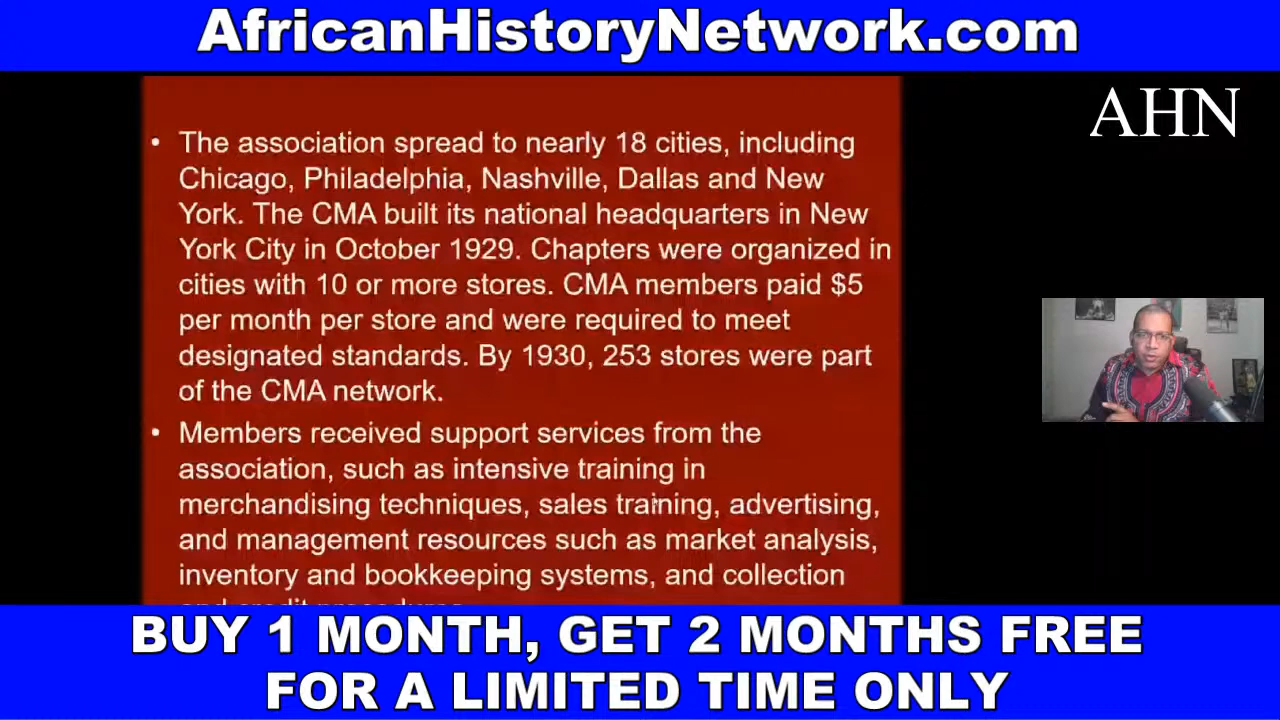 AfricanHistoryNetwork.com
AHN
• The association spread to nearly 18 cities, including
Chicago, Philadelphia, Nashville, Dallas and New
York. The CMA built its national headquarters in New
York City in October 1929. Chapters were organized in
cities with 10 or more stores. CMA members paid $5
per month per store and were required to meet
designated standards. By 1930, 253 stores were part
of the CMA network.
• Members received support services from the
association, such as intensive training in
merchandising techniques, sales training, advertising,
and management resources such as market analysis,
inventory and bookkeeping systems, and collection
and credit procedures.
BUY 1 MONTH, GET 2 MONTHS FREE
FOR A LIMITED TIME ONLY